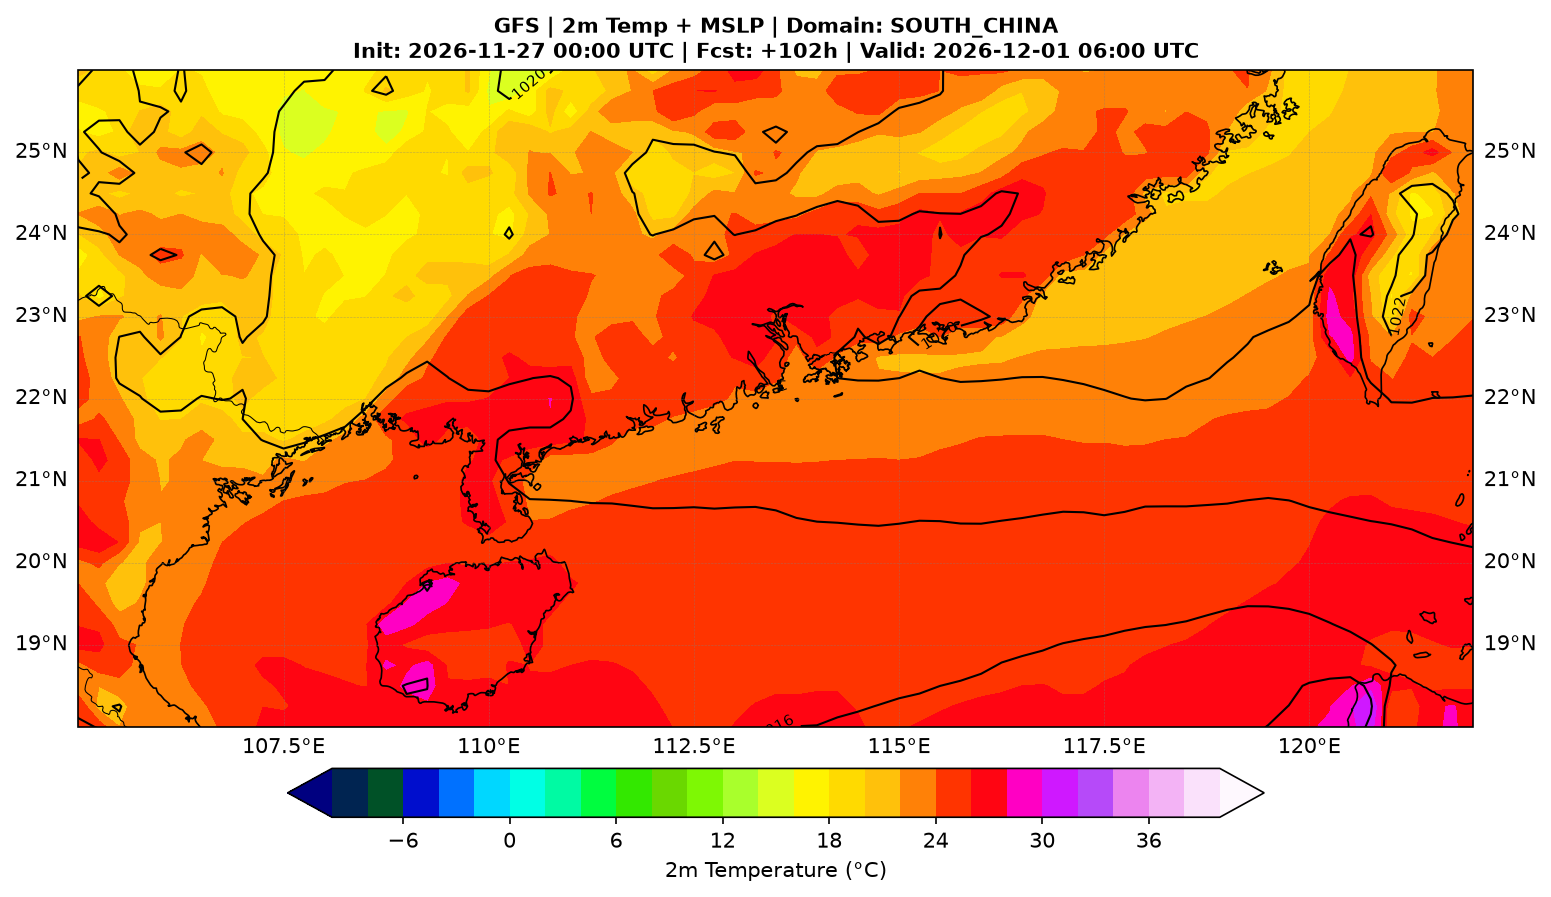 GFS | 2m Temp + MSLP | Domain: SOUTH_CHINA
Init: 2026-11-27 00:00 UTC | Fcst: +102h | Valid: 2026-12-01 06:00 UTC
1020
25°N 25°N
24°N 24°N
23°N 1022 23°N
22°N 22°N
21°N 21°N
20°N 20°N
19°N 19°N
107.5°E 110°E 112.5°E 115°E 117.5°E 120°E
−6 0 6 12 18 24 30 36
2m Temperature (°C)